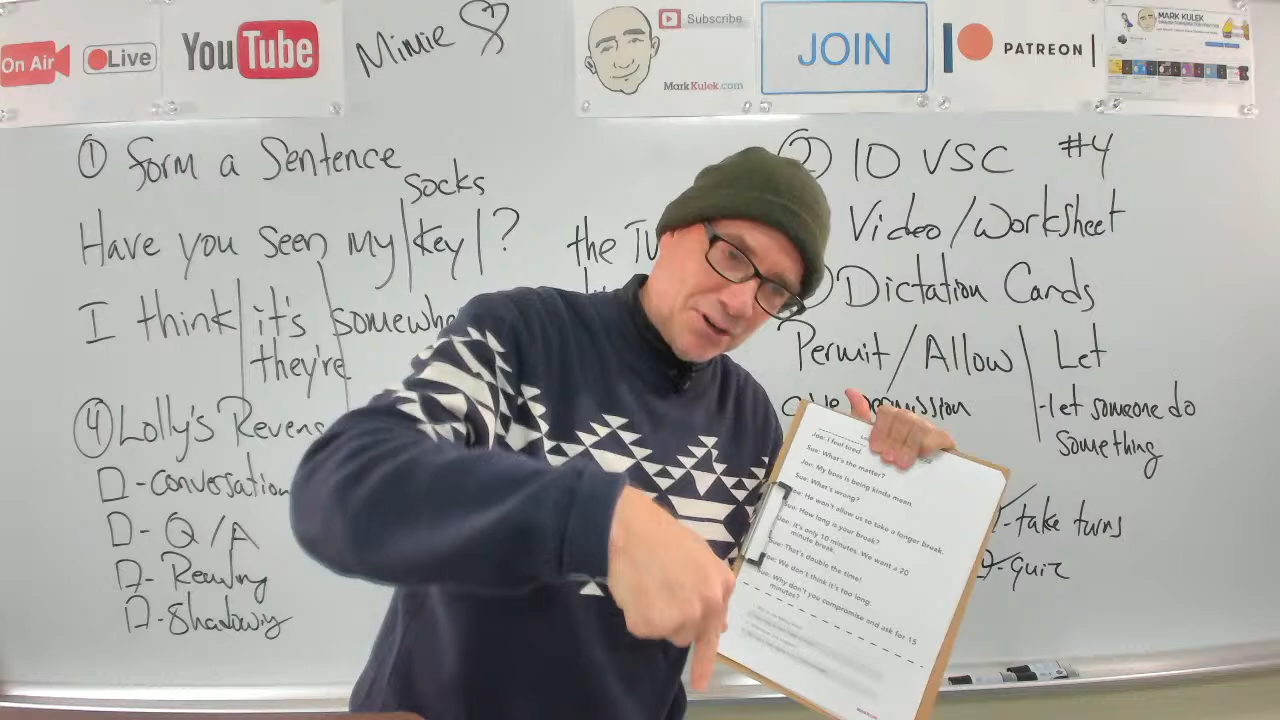 On Air
Live
YouTube
Mimie
Subscribe
MarkKulek.com
JOIN
PATREON
MARK KULEK
① Form a Sentence
socks
Have you seen my | key | ?
the TV
I think | it's | somewhe
they're
④ Lolly's Reveng
- conversation
- Q/A
- Reading
- Shadowing
② 10 VSC #4
Video/Worksheet
Dictation Cards
Permit/Allow | Let
permission
- let someone do
something
- take turns
- quiz
Joe: I feel tired.
Sue: What's the matter?
Joe: My boss is being kinda mean.
Sue: What's wrong?
Joe: He won't allow us to take a longer break.
Sue: How long is your break?
Joe: It's only 10 minutes. We want a 20
minute break.
Sue: That's double the time!
Joe: We don't think it's too long.
Sue: Why don't you compromise and ask for 15
minutes?